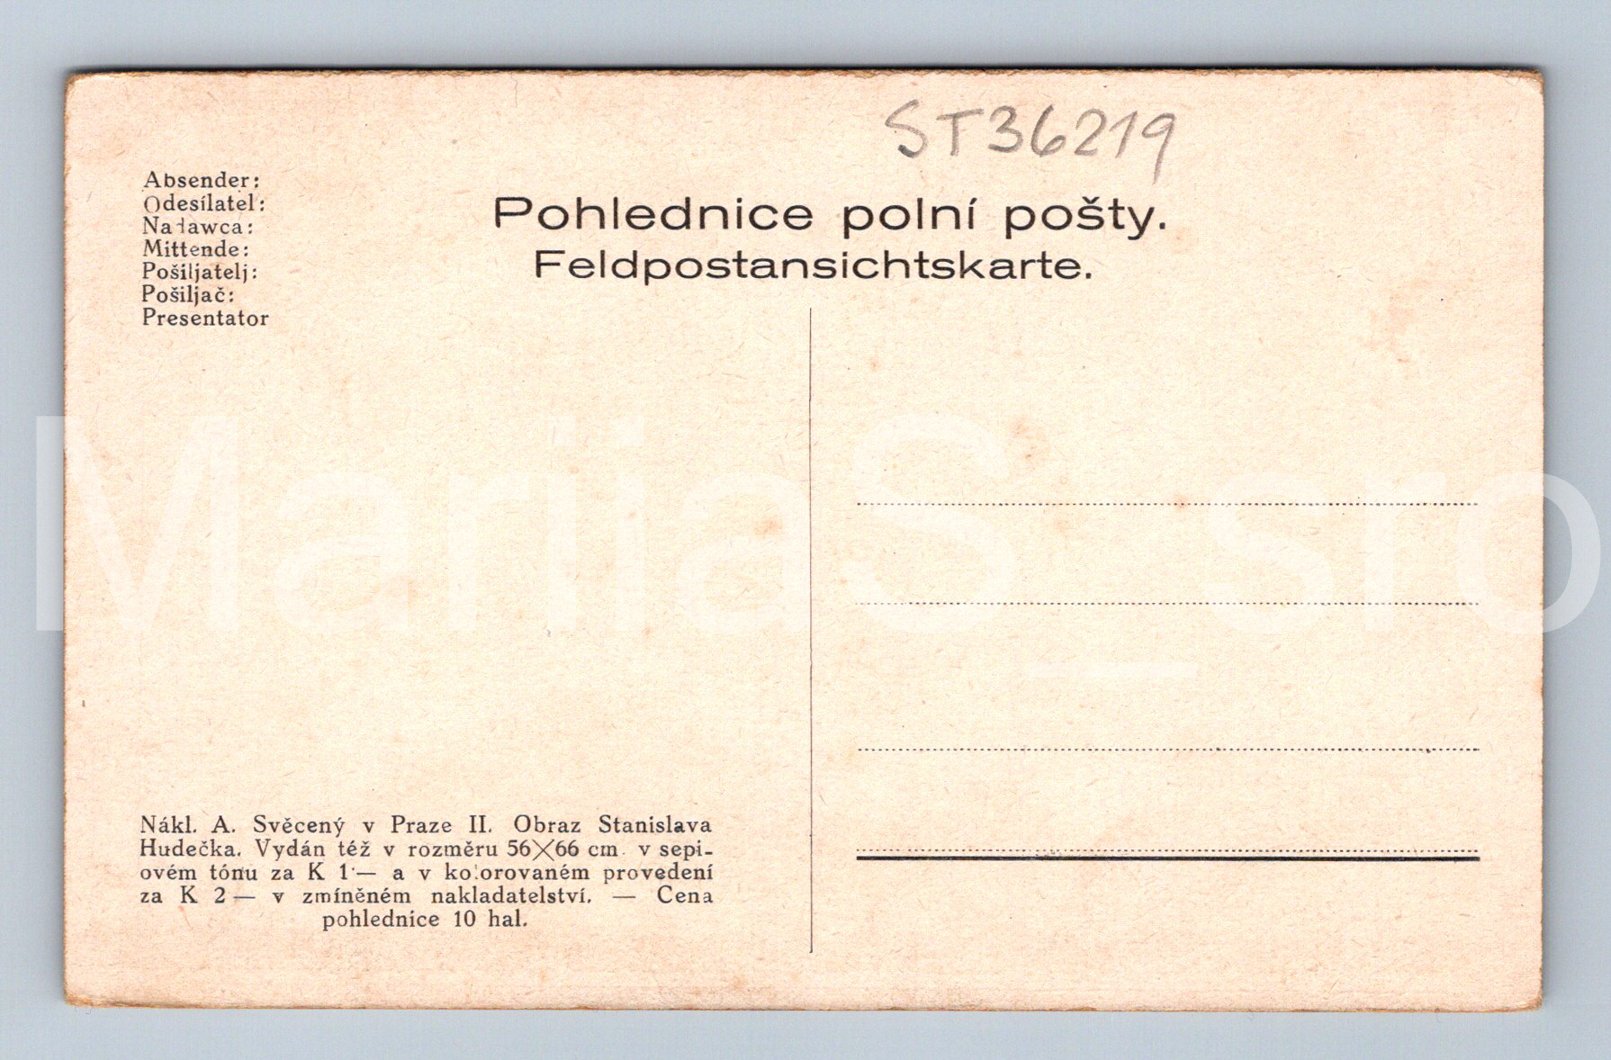 ST36219
Absender:
Odesílatel:
Nadawca:
Mittende:
Pošiljatelj:
Pošiljač:
Presentator
Pohlednice polní pošty.
Feldpostansichtskarte.
MariiaS_sro
Nákl. A. Svěcený v Praze II. Obraz Stanislava
Hudečka. Vydán též v rozměru 56×66 cm v sepi-
ovém tónu za K 1·— a v kolorovaném provedení
za K 2— v zmíněném nakladatelství. — Cena
pohlednice 10 hal.